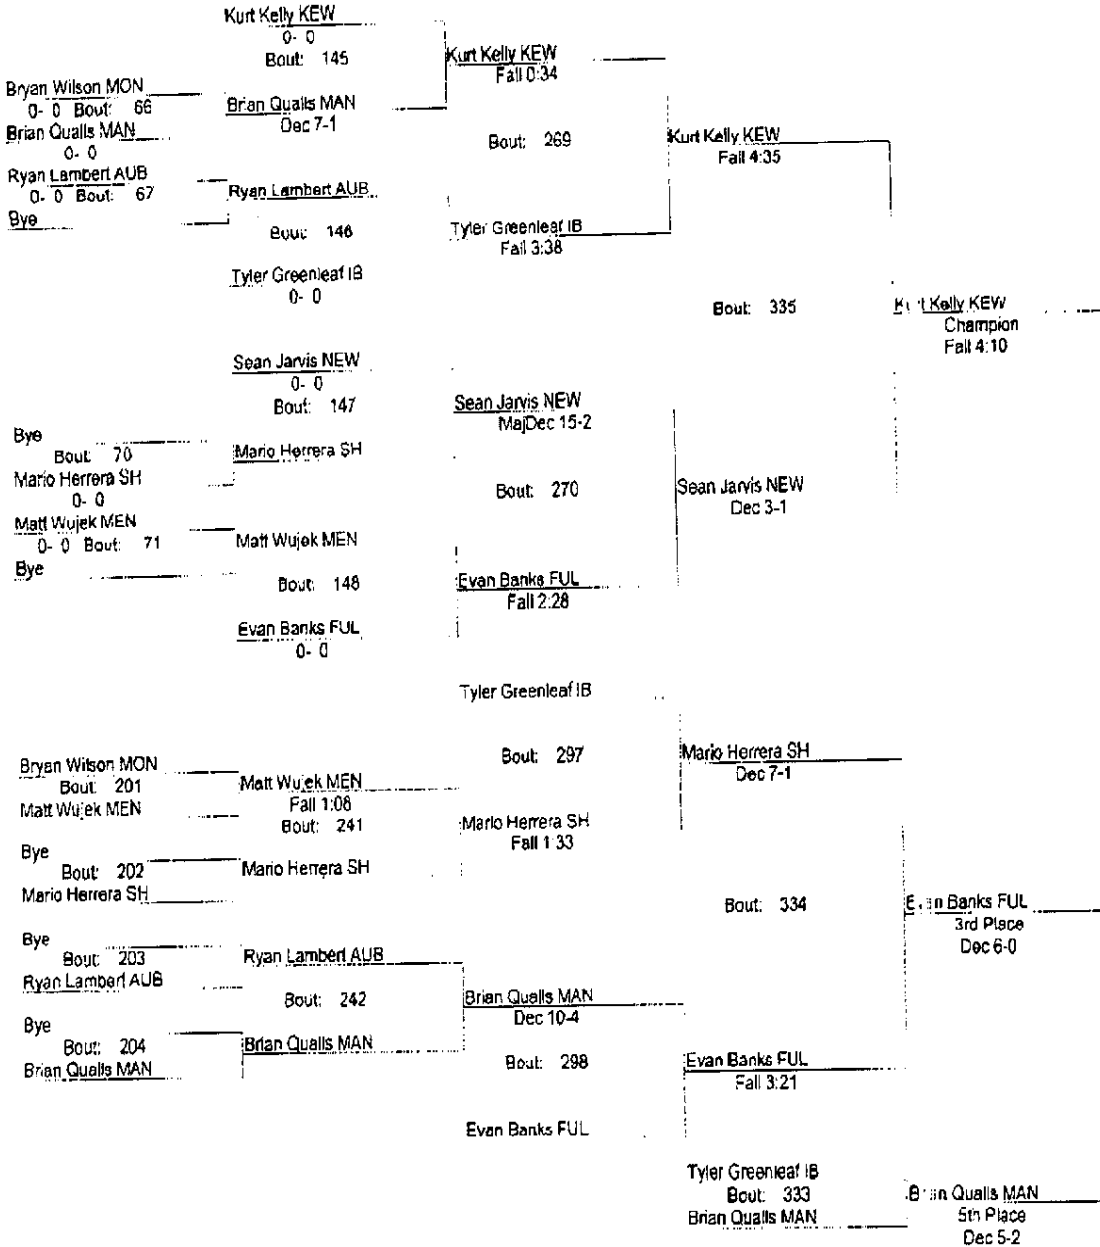 Kurt Kelly KEW
0- 0
Bout: 145
Kurt Kelly KEW
Fall 0:34
Bryan Wilson MON
0- 0 Bout: 66
Brian Qualls MAN
Dec 7-1
Brian Qualls MAN
0- 0
Bout: 269
Kurt Kelly KEW
Fall 4:35
Ryan Lambert AUB
0- 0 Bout: 67
Ryan Lambert AUB
Bye
Bout: 146
Tyler Greenleaf IB
Fall 3:38
Tyler Greenleaf IB
0- 0
Bout: 335
Kurt Kelly KEW
Champion
Fall 4:10
Sean Jarvis NEW
0- 0
Bout: 147
Sean Jarvis NEW
MajDec 15-2
Bye
Bout: 70
Mario Herrera SH
Mario Herrera SH
0- 0
Bout: 270
Sean Jarvis NEW
Dec 3-1
Matt Wujek MEN
0- 0 Bout: 71
Matt Wujek MEN
Bye
Bout: 148
Evan Banks FUL
Fall 2:28
Evan Banks FUL
0- 0
Tyler Greenleaf IB
Bout: 297
Mario Herrera SH
Dec 7-1
Bryan Wilson MON
Bout: 201
Matt Wujek MEN
Matt Wujek MEN
Fall 1:08
Bout: 241
Mario Herrera SH
Fall 1:33
Bye
Bout: 202
Mario Herrera SH
Mario Herrera SH
Bout: 334
Evan Banks FUL
3rd Place
Dec 6-0
Bye
Bout: 203
Ryan Lambert AUB
Ryan Lambert AUB
Bout: 242
Brian Qualls MAN
Dec 10-4
Bye
Bout: 204
Brian Qualls MAN
Brian Qualls MAN
Bout: 298
Evan Banks FUL
Fall 3:21
Evan Banks FUL
Tyler Greenleaf IB
Bout: 333
Brian Qualls MAN
Brian Qualls MAN
5th Place
Dec 5-2